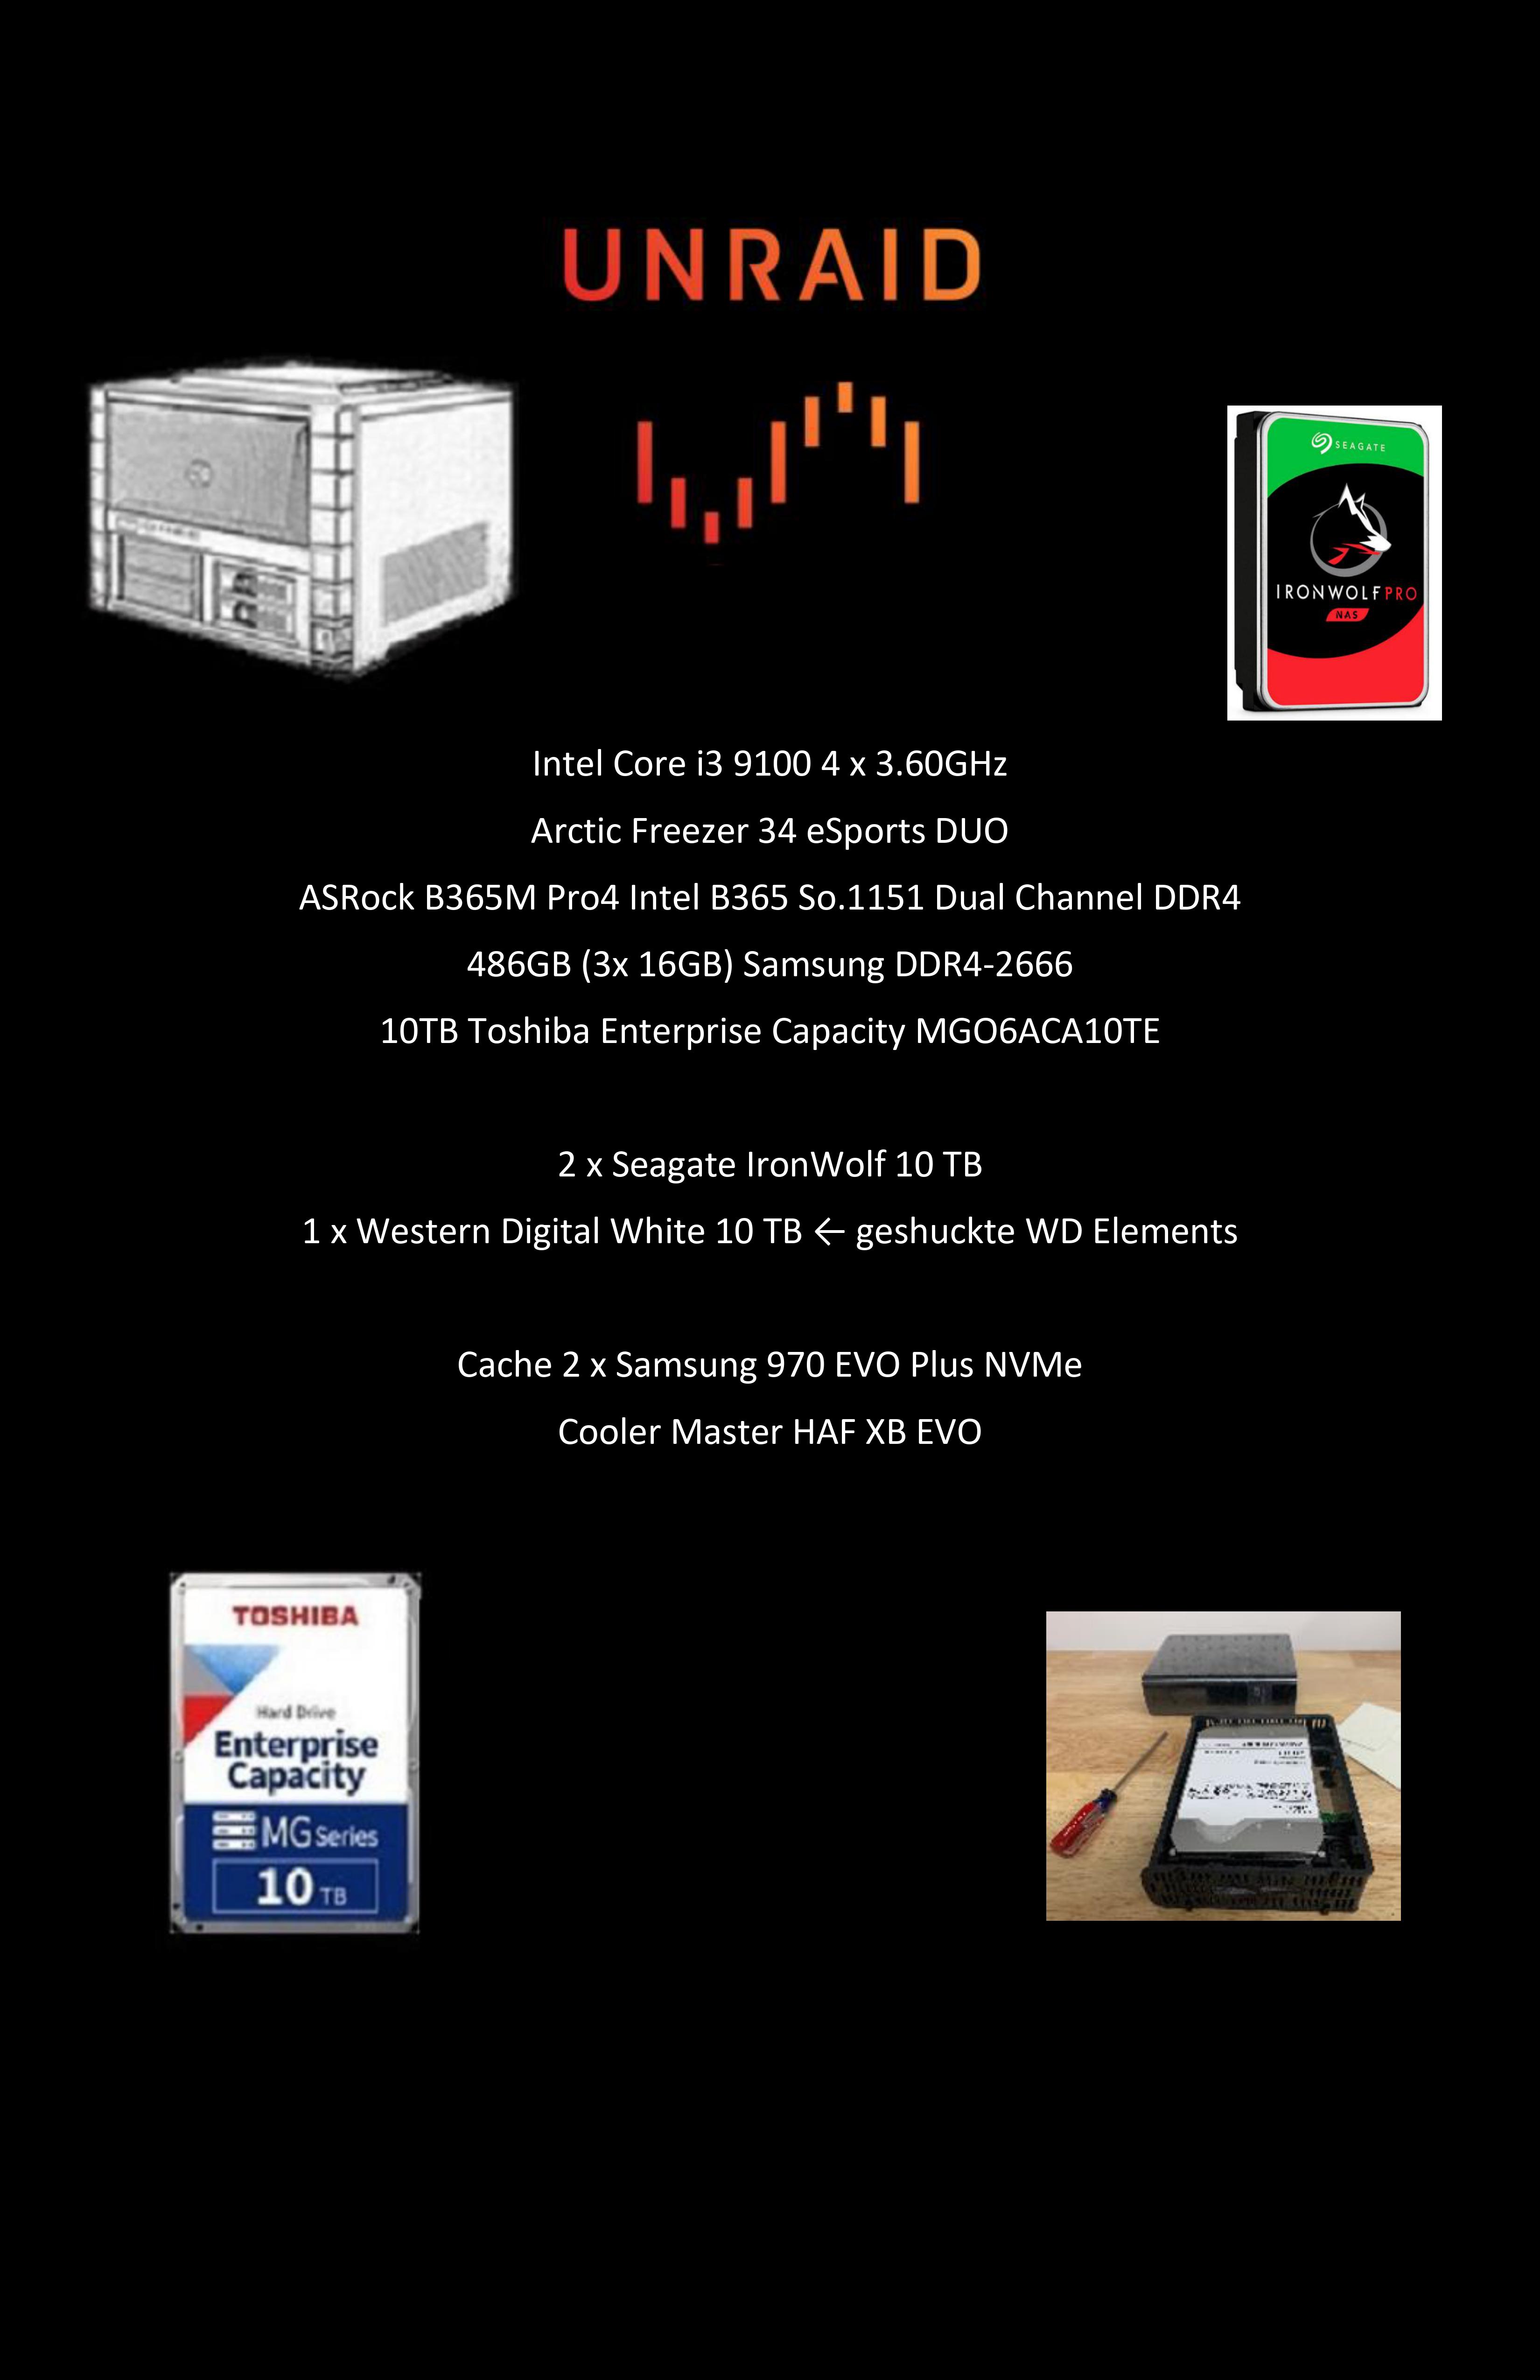 UNRAID
SEAGATE
IRONWOLF PRO
NAS
Intel Core i3 9100 4 x 3.60GHz
Arctic Freezer 34 eSports DUO
ASRock B365M Pro4 Intel B365 So.1151 Dual Channel DDR4
486GB (3x 16GB) Samsung DDR4-2666
10TB Toshiba Enterprise Capacity MGO6ACA10TE
2 x Seagate IronWolf 10 TB
1 x Western Digital White 10 TB ← geshuckte WD Elements
Cache 2 x Samsung 970 EVO Plus NVMe
Cooler Master HAF XB EVO
TOSHIBA
Hard Drive
Enterprise
Capacity
MG Series
10 TB